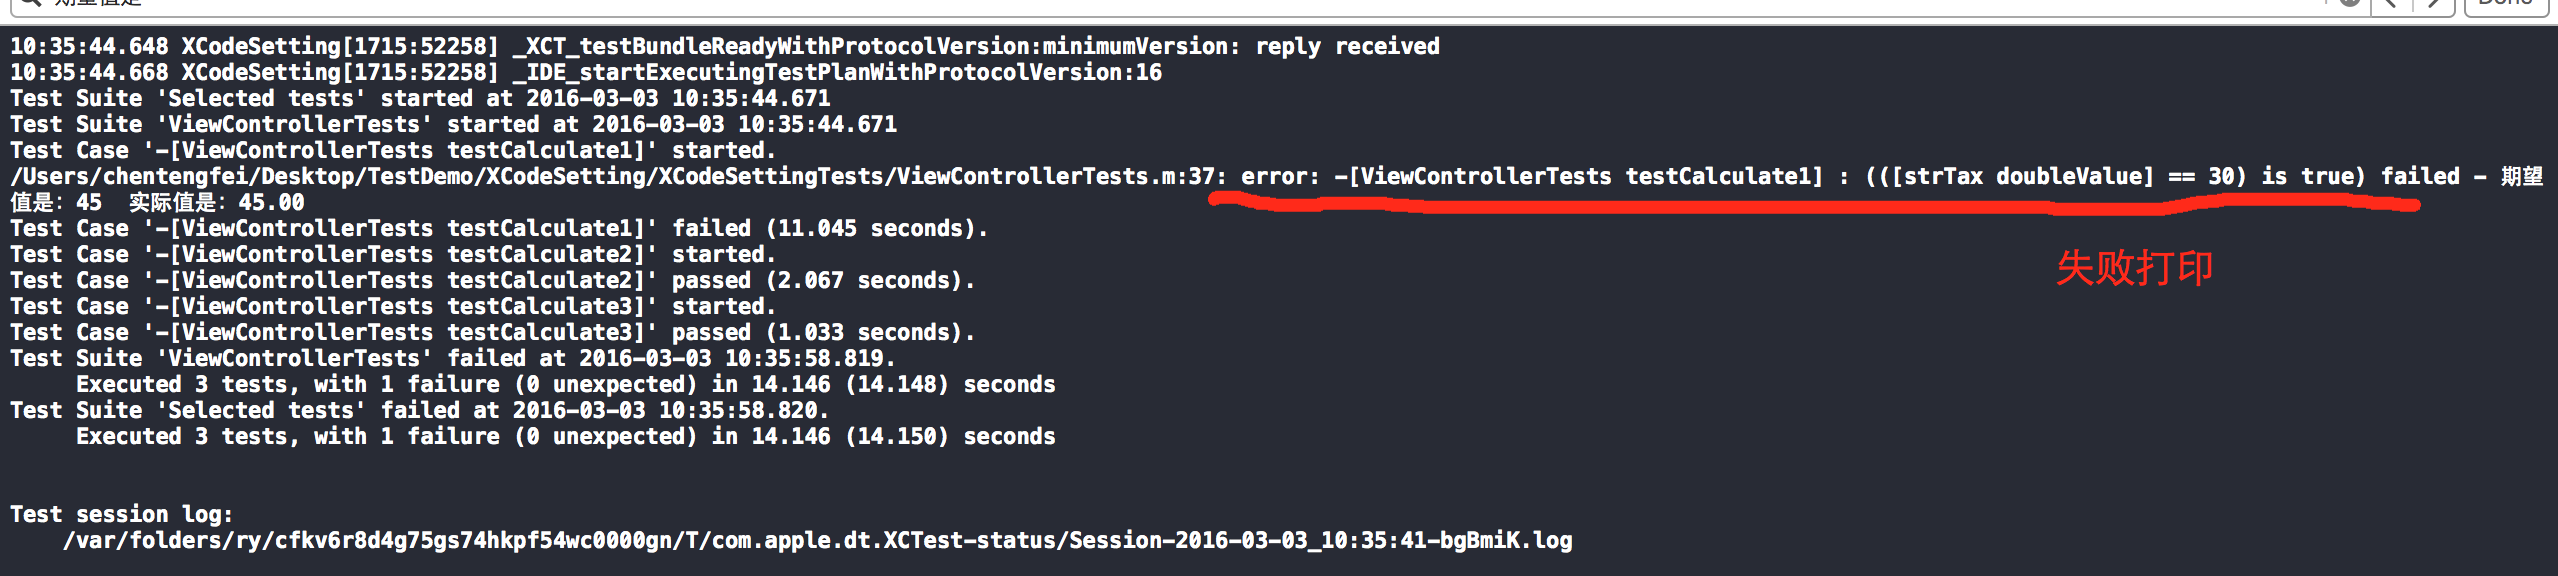 期望值是
Done
10:35:44.648 XCodeSetting[1715:52258] _XCT_testBundleReadyWithProtocolVersion:minimumVersion: reply received
10:35:44.668 XCodeSetting[1715:52258] _IDE_startExecutingTestPlanWithProtocolVersion:16
Test Suite 'Selected tests' started at 2016-03-03 10:35:44.671
Test Suite 'ViewControllerTests' started at 2016-03-03 10:35:44.671
Test Case '-[ViewControllerTests testCalculate1]' started.
/Users/chentengfei/Desktop/TestDemo/XCodeSetting/XCodeSettingTests/ViewControllerTests.m:37: error: -[ViewControllerTests testCalculate1] : (([strTax doubleValue] == 30) is true) failed - 期望
值是：45  实际值是：45.00
Test Case '-[ViewControllerTests testCalculate1]' failed (11.045 seconds).
Test Case '-[ViewControllerTests testCalculate2]' started.
Test Case '-[ViewControllerTests testCalculate2]' passed (2.067 seconds).
失败打印
Test Case '-[ViewControllerTests testCalculate3]' started.
Test Case '-[ViewControllerTests testCalculate3]' passed (1.033 seconds).
Test Suite 'ViewControllerTests' failed at 2016-03-03 10:35:58.819.
Executed 3 tests, with 1 failure (0 unexpected) in 14.146 (14.148) seconds
Test Suite 'Selected tests' failed at 2016-03-03 10:35:58.820.
Executed 3 tests, with 1 failure (0 unexpected) in 14.146 (14.150) seconds
Test session log:
/var/folders/ry/cfkv6r8d4g75gs74hkpf54wc0000gn/T/com.apple.dt.XCTest-status/Session-2016-03-03_10:35:41-bgBmiK.log